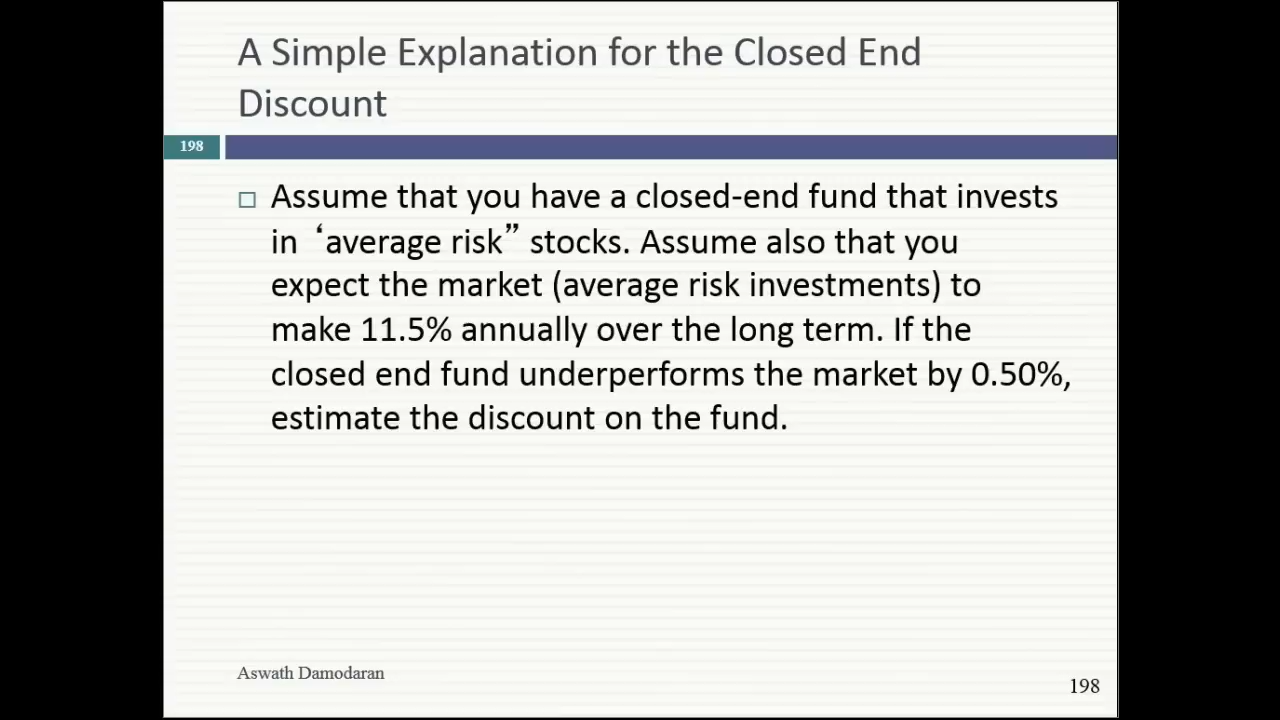 A Simple Explanation for the Closed End
Discount
198
Assume that you have a closed-end fund that invests
in ‘average risk” stocks. Assume also that you
expect the market (average risk investments) to
make 11.5% annually over the long term. If the
closed end fund underperforms the market by 0.50%,
estimate the discount on the fund.
Aswath Damodaran
198